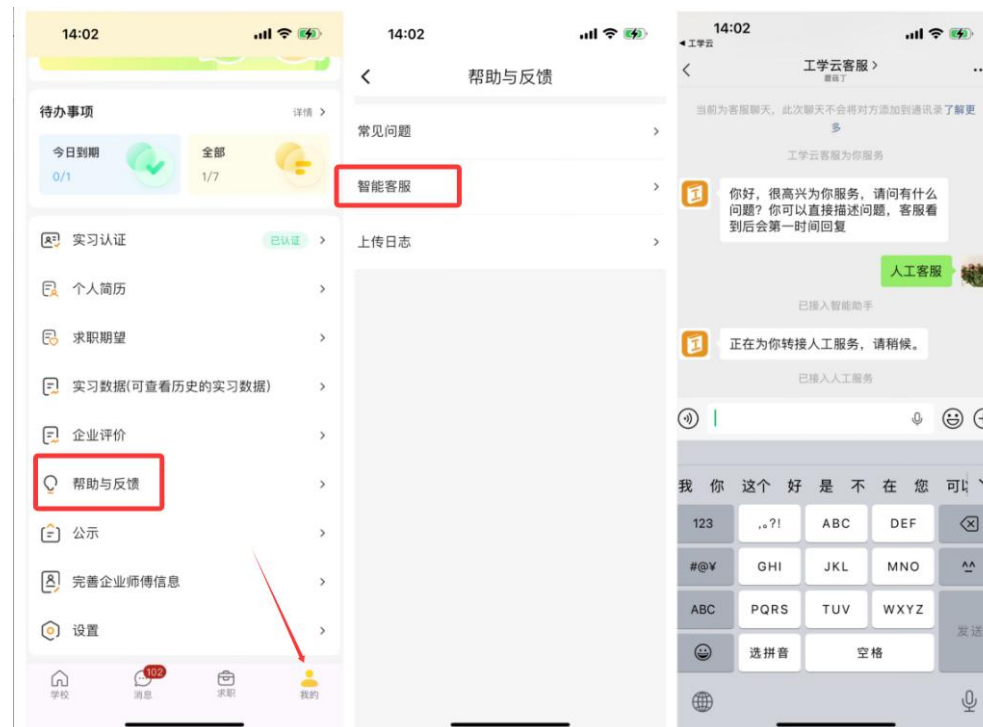 14:02
待办事项
详情 >
今日到期
0/1
全部
1/7
实习认证
已认证 >
个人简历 >
求职期望 >
实习数据(可查看历史的实习数据) >
企业评价 >
帮助与反馈 >
公示 >
完善企业师傅信息 >
设置 >
102
学校
消息
求职
我的
14:02
帮助与反馈
常见问题 >
智能客服 >
上传日志 >
14:02
工学云
工学云客服 >
蘑菇丁
当前为客服聊天，此次聊天不会将对方添加到通讯录了解更
多
工学云客服为你服务
你好，很高兴为你服务，请问有什么
问题？你可以直接描述问题，客服看
到后会第一时间回复
人工客服
已接入智能助手
正在为你转接人工服务，请稍候。
已接入人工服务
我 你 这个 好 是 不 在 您
123 ,。?! ABC DEF
#@¥ GHI JKL MNO ^^
ABC PQRS TUV WXYZ
发送
选拼音 空格